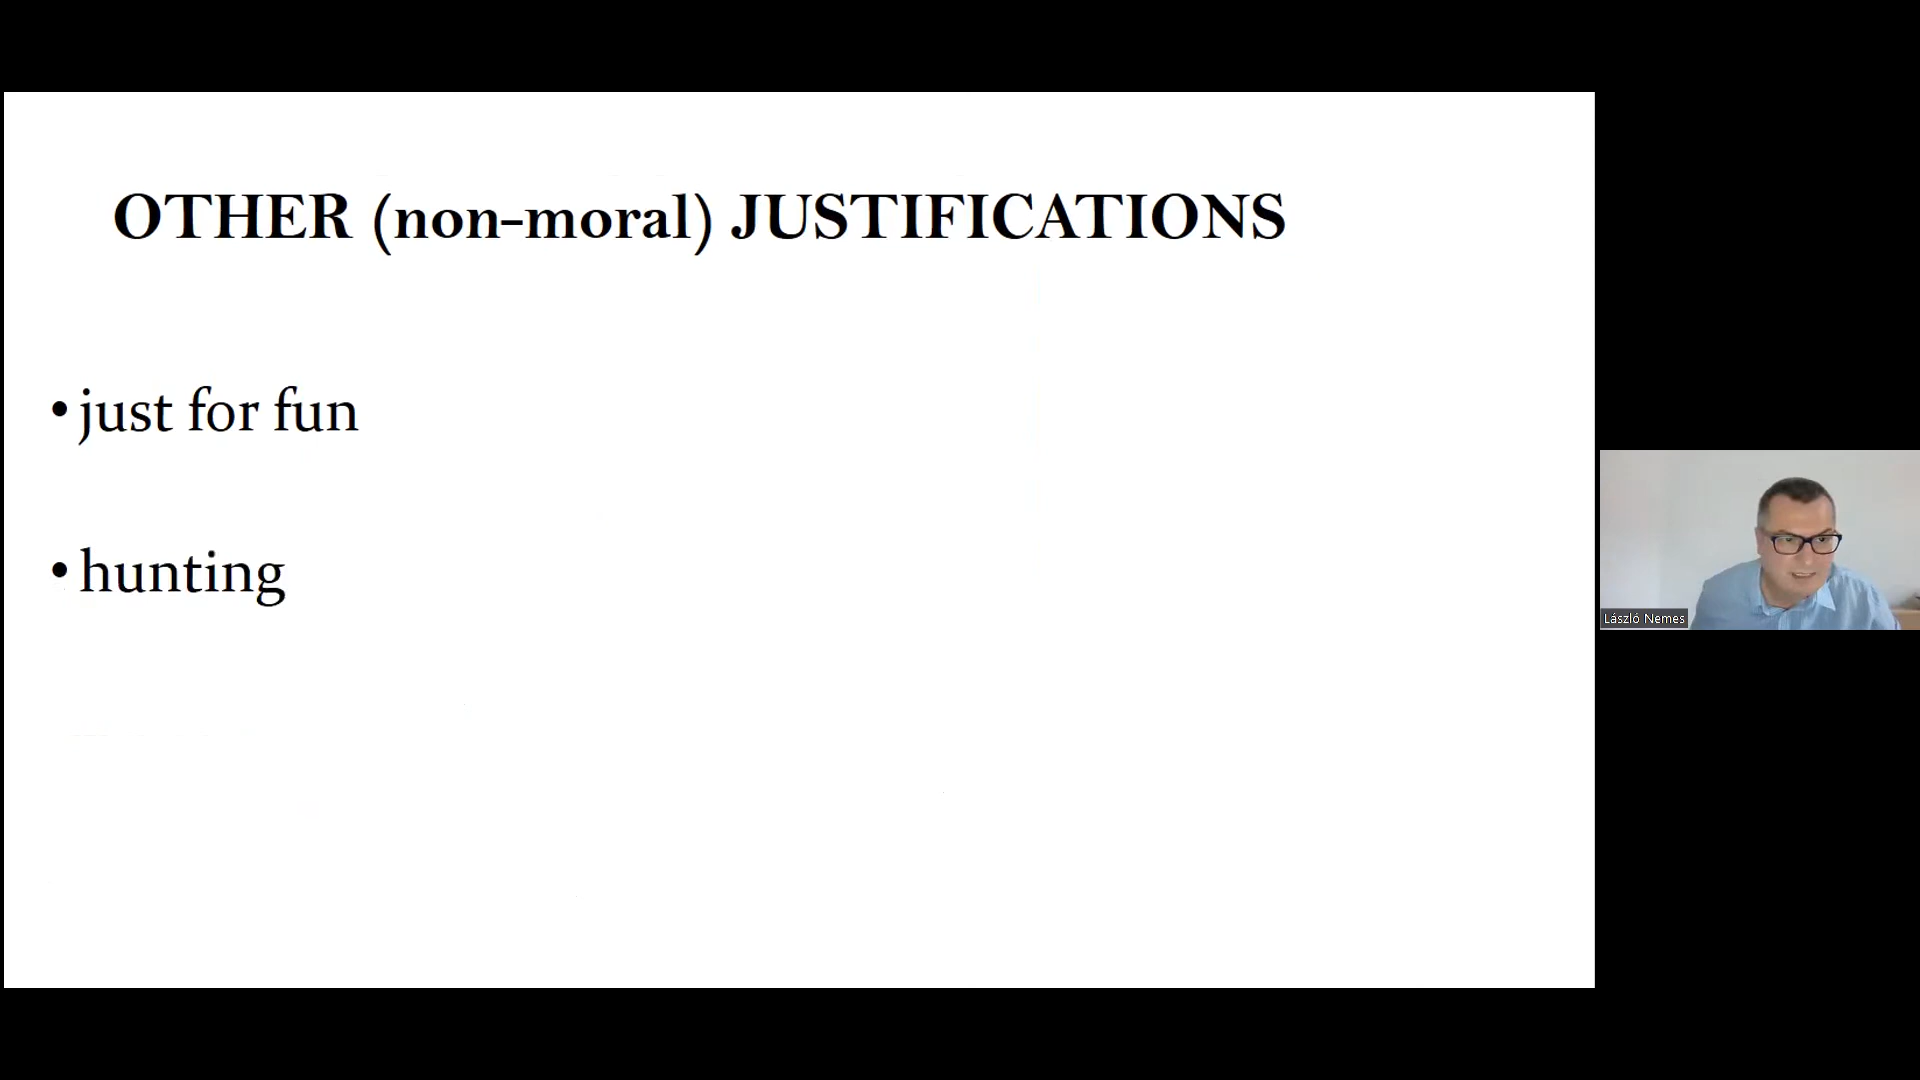 OTHER (non-moral) JUSTIFICATIONS
• just for fun
• hunting
László Nemes